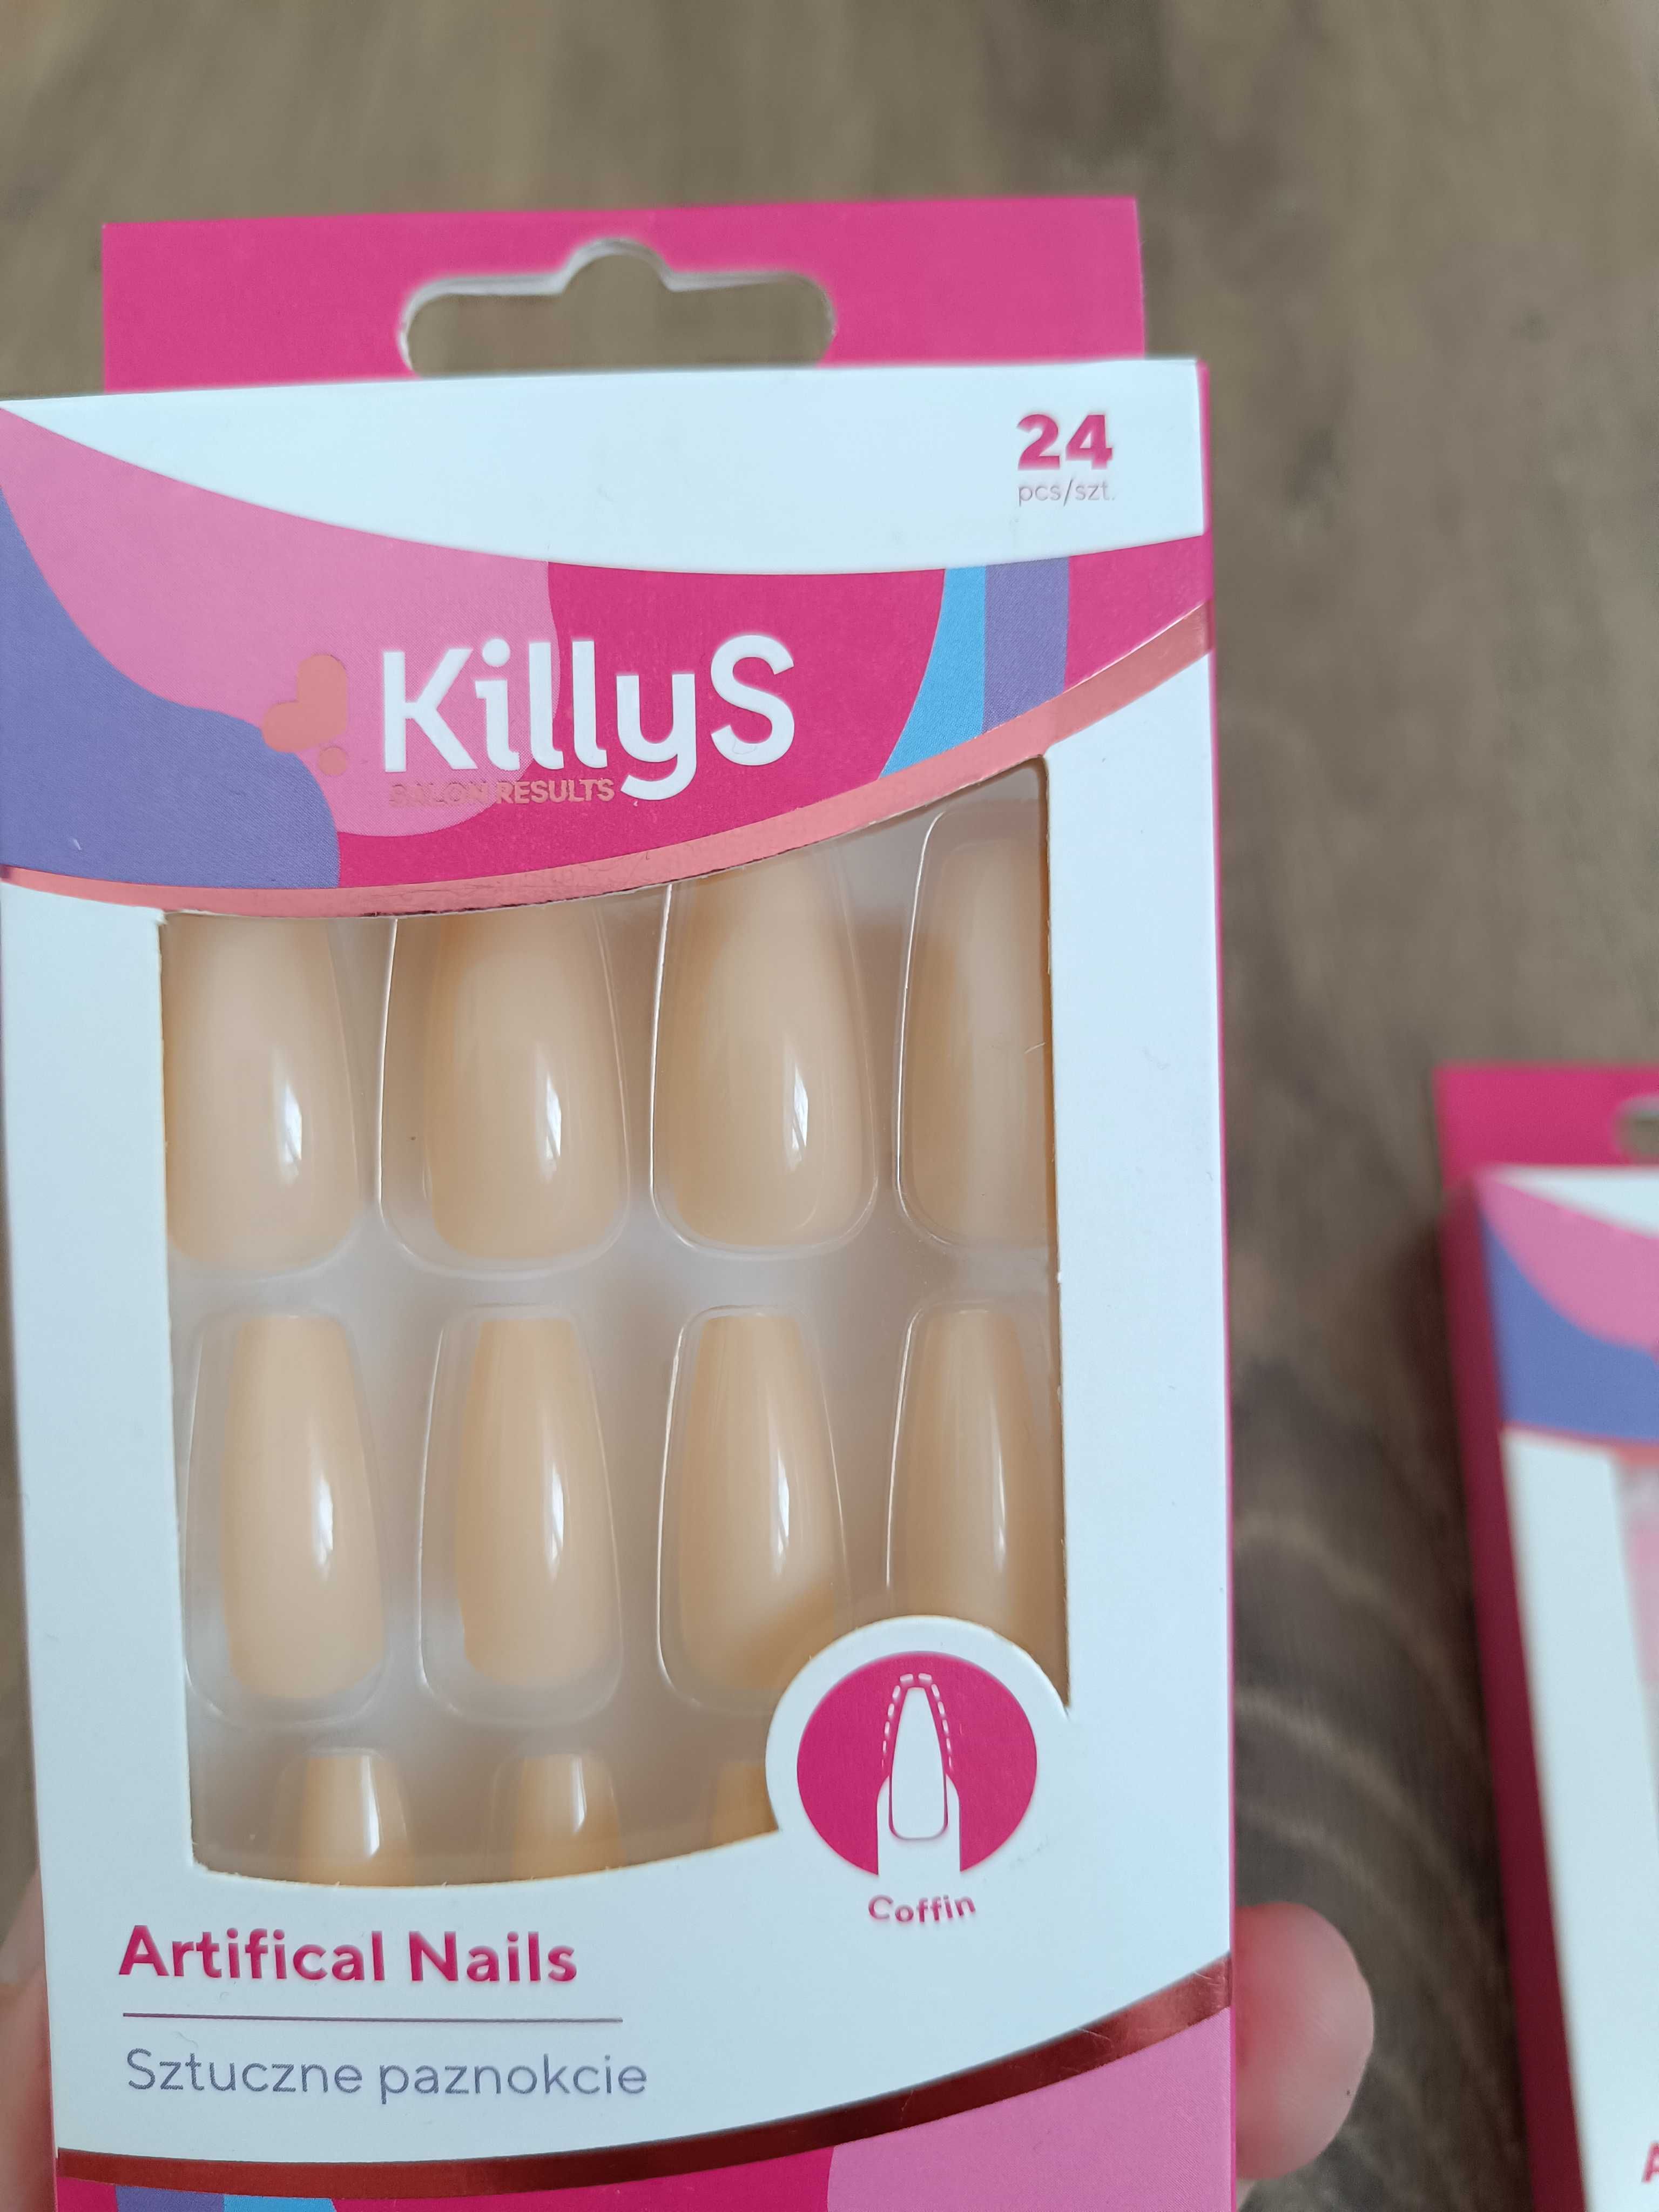 24
pcs/szt.
KillyS
SALON RESULTS
Coffin
Artifical Nails
Sztuczne paznokcie